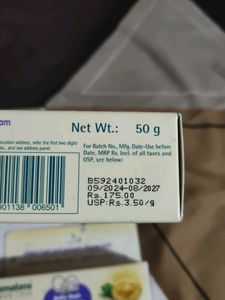 am
Net Wt.: 50 g
location address, refer the first two digits
o., and see address panel.
For Batch No., Mfg. Date-Use before
Date, MRP Rs. Incl. of all taxes and
USP, see below:
B592401032
09/2024-08/2027
Rs.175.00
USP:Rs.3.50/g
901138 006501